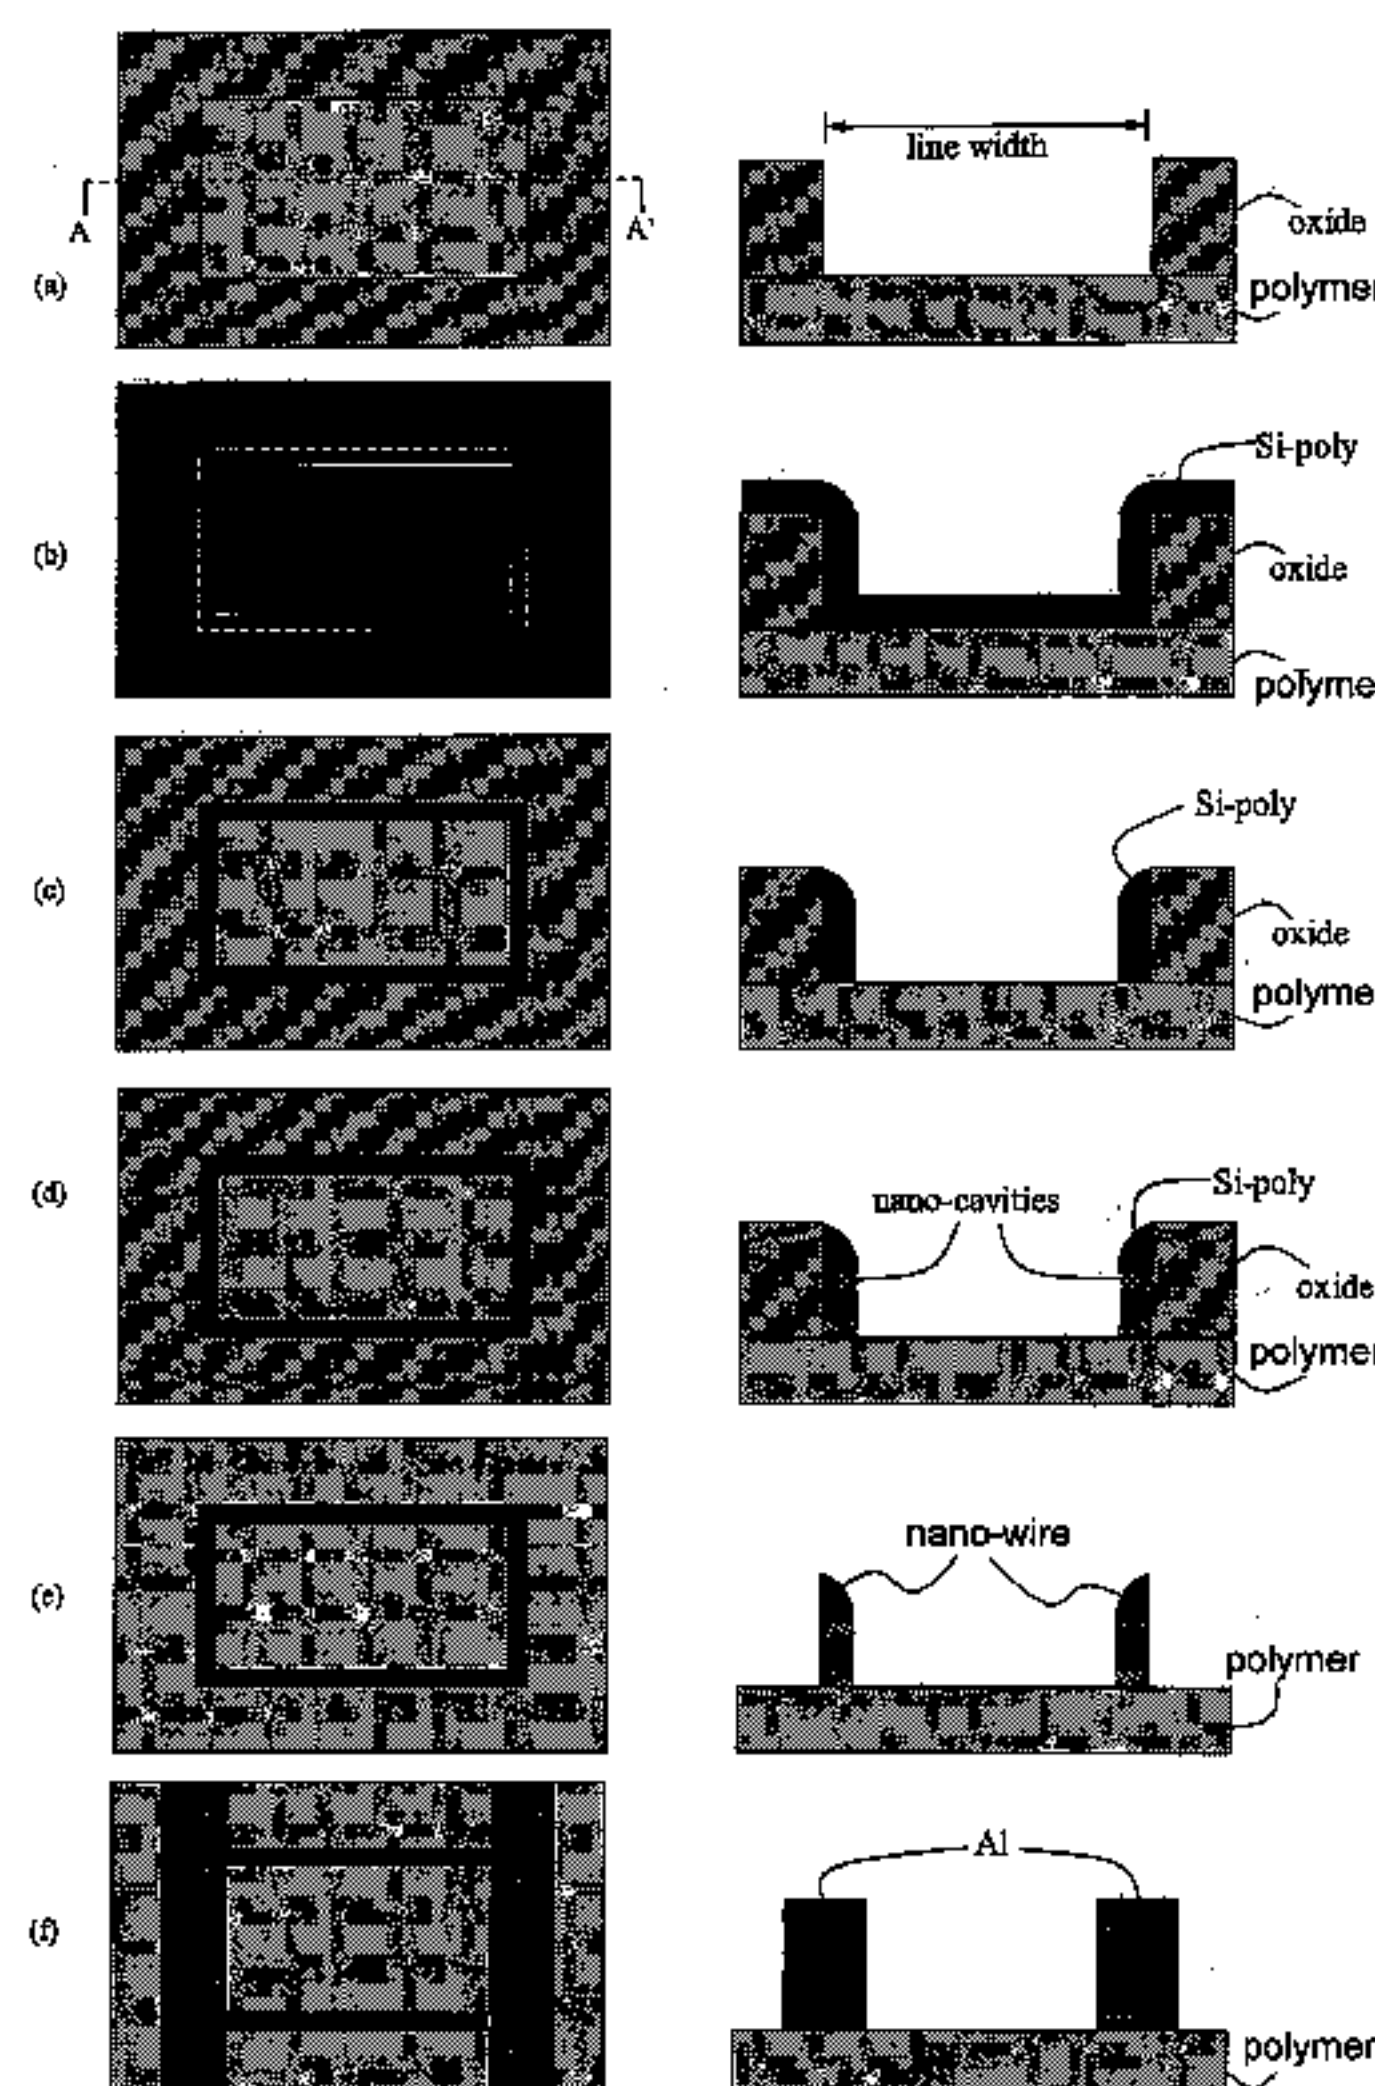 line width
A
A'
oxide
(a)
polymer
Si-poly
(b)
oxide
polyme
Si-poly
(c)
oxide
polyme
Si-poly
(d)
nano-cavities
oxide
polymer
nano-wire
(e)
polymer
Al
(f)
polymer